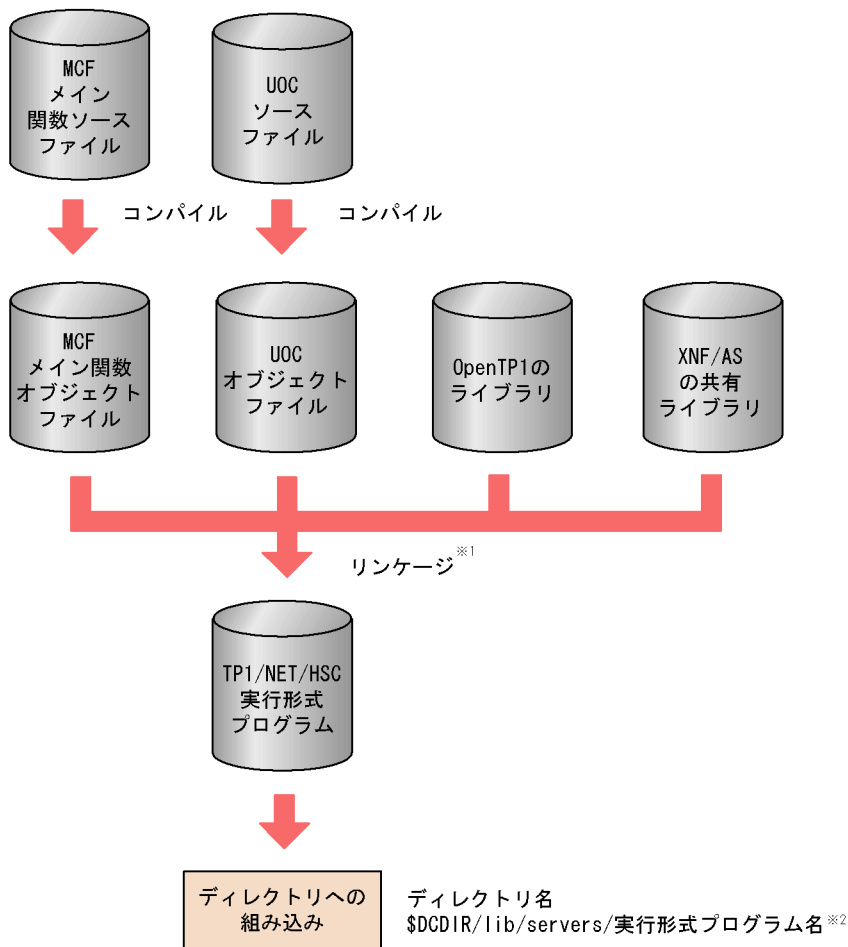 MCF
メイン
関数ソース
ファイル
UOC
ソース
ファイル
コンパイル
コンパイル
MCF
メイン関数
オブジェクト
ファイル
UOC
オブジェクト
ファイル
OpenTP1の
ライブラリ
XNF/AS
の共有
ライブラリ
リンケージ※1
TP1/NET/HSC
実行形式
プログラム
ディレクトリへの
組み込み
ディレクトリ名
$DCDIR/lib/servers/実行形式プログラム名※2